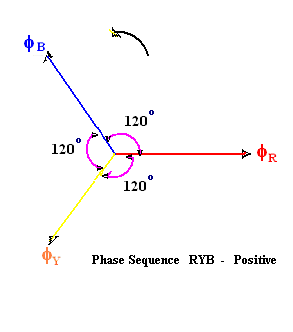 ϕB
120°
120°
ϕR
120°
ϕY
Phase Sequence RYB - Positive